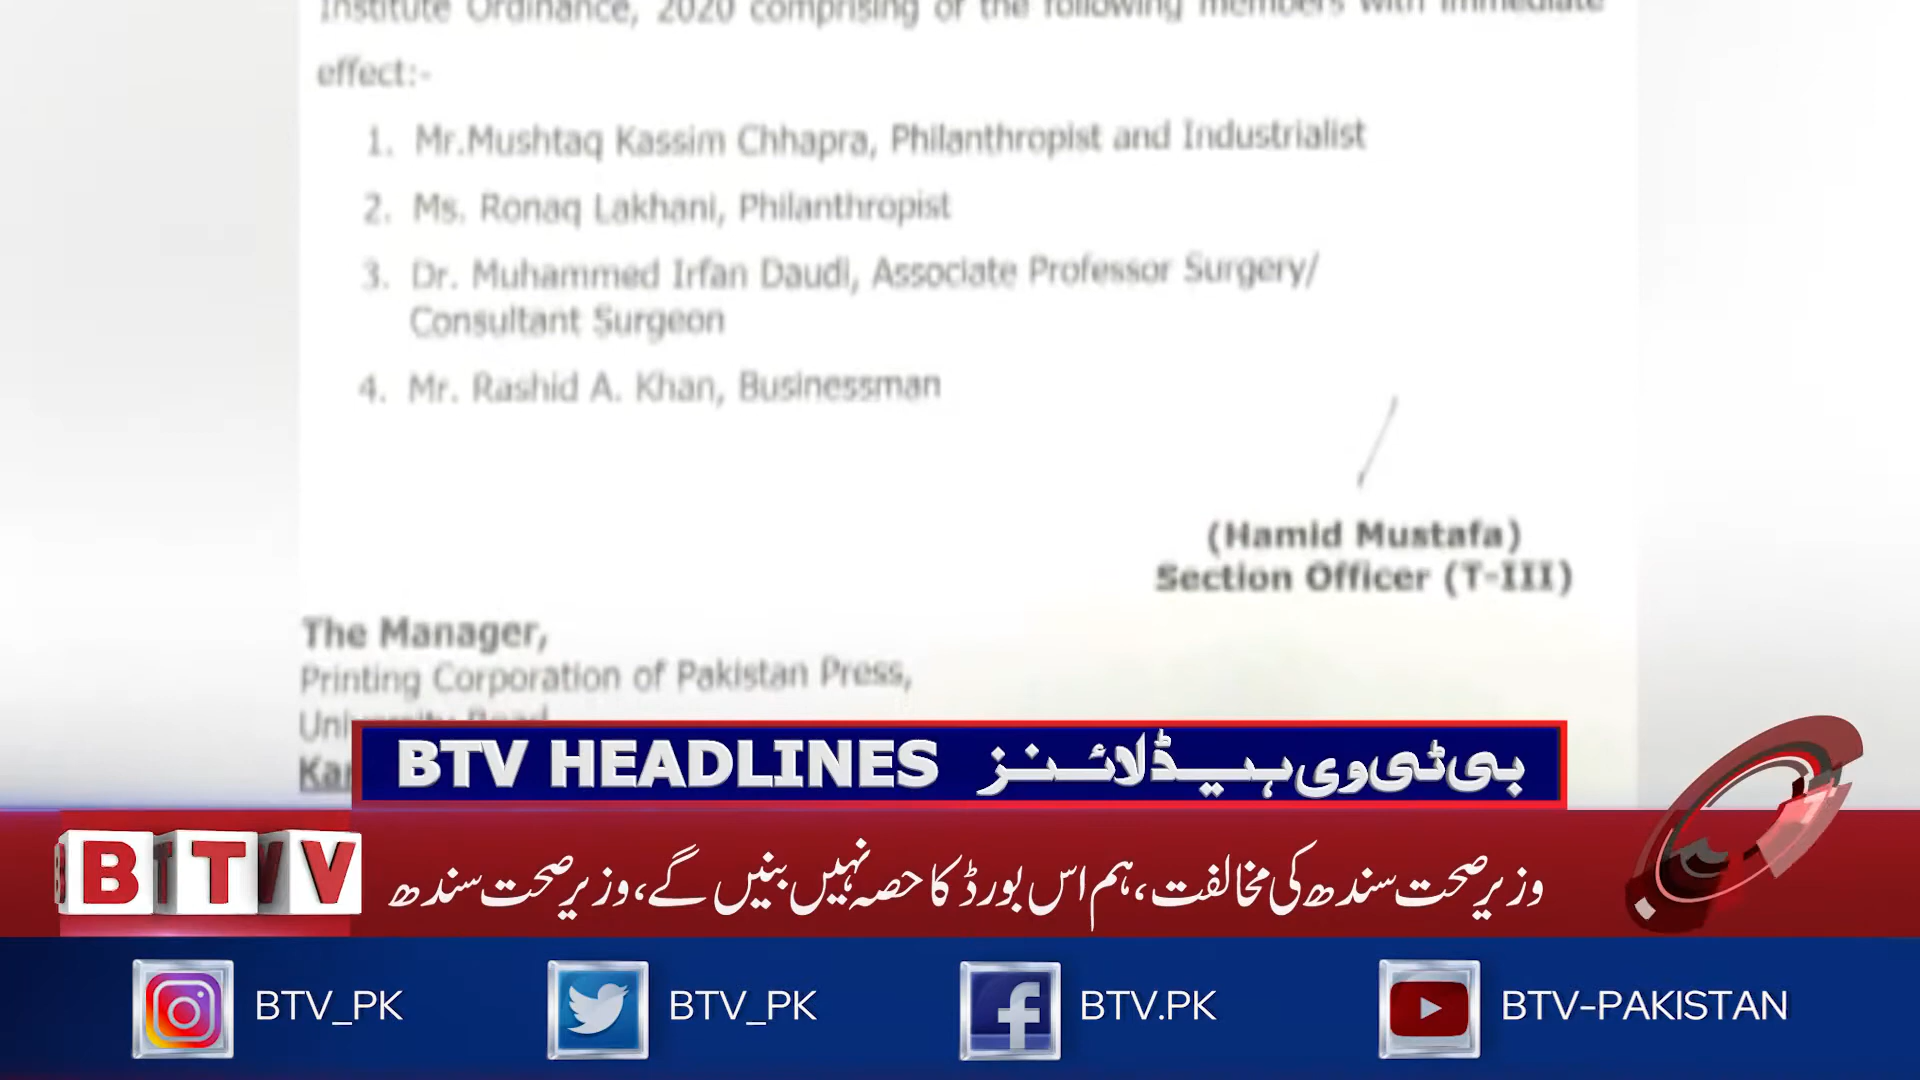 Institute Ordinance, 2020 comprising of the following members with immediate
effect:-
1. Mr.Mushtaq Kassim Chhapra, Philanthropist and Industrialist
2. Ms. Ronaq Lakhani, Philanthropist
3. Dr. Muhammed Irfan Daudi, Associate Professor Surgery/
Consultant Surgeon
4. Mr. Rashid A. Khan, Businessman
(Hamid Mustafa)
Section Officer (T-III)
The Manager,
Printing Corporation of Pakistan Press,
University Road
BTV HEADLINES بی ٹی وی ہیڈلائنز
BTV
وزیر صحت سندھ کی مخالفت، ہم اس بورڈ کا حصہ نہیں بنیں گے، وزیر صحت سندھ
BTV_PK
BTV_PK
BTV.PK
BTV-PAKISTAN